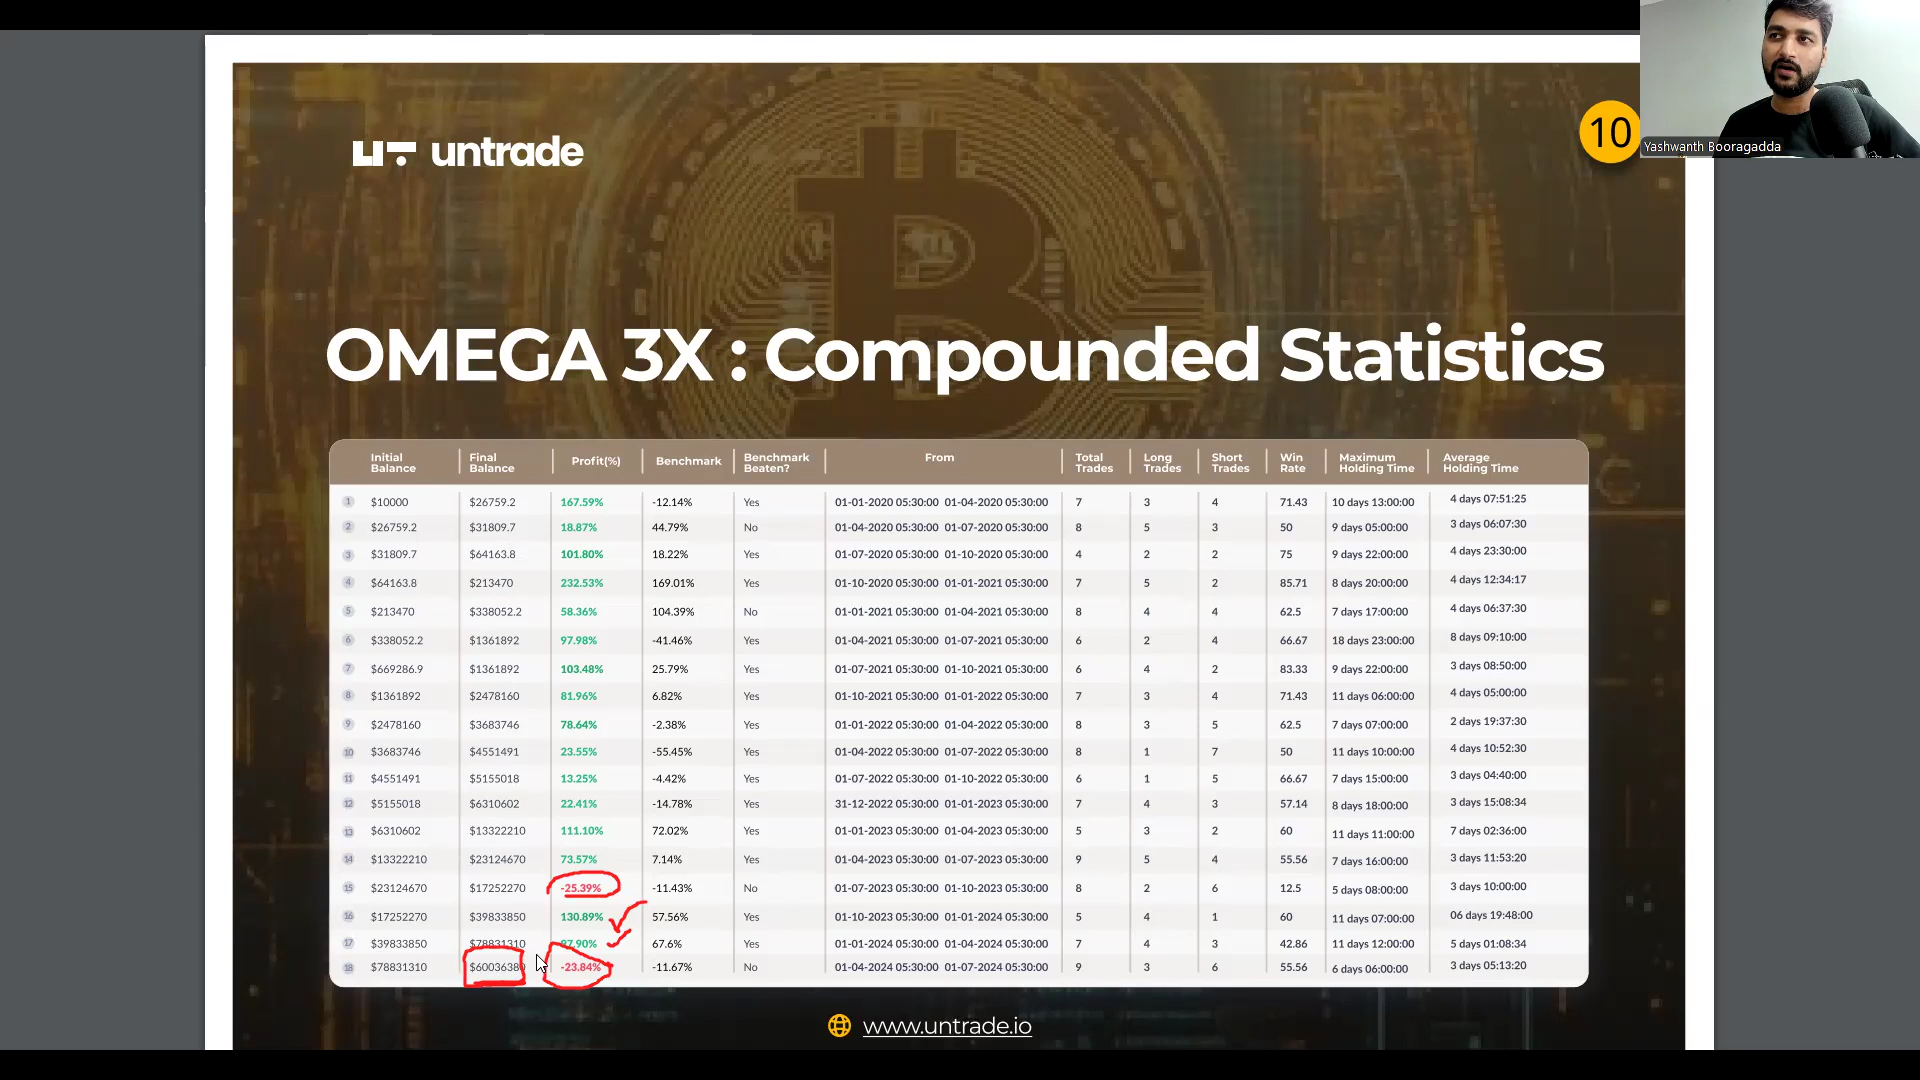 untrade
10
Yashwanth Booragadda
OMEGA 3X : Compounded Statistics
Initial Balance Final Balance Profit(%) Benchmark Benchmark Beaten? From Total Trades Long Trades Short Trades Win Rate Maximum Holding Time Average Holding Time
1 $10000 $26759.2 167.59% -12.14% Yes 01-01-2020 05:30:00 01-04-2020 05:30:00 7 3 4 71.43 10 days 13:00:00 4 days 07:51:25
2 $26759.2 $31809.7 18.87% 44.79% No 01-04-2020 05:30:00 01-07-2020 05:30:00 8 5 3 50 9 days 05:00:00 3 days 06:07:30
3 $31809.7 $64163.8 101.80% 18.22% Yes 01-07-2020 05:30:00 01-10-2020 05:30:00 4 2 2 75 9 days 22:00:00 4 days 23:30:00
4 $64163.8 $213470 232.53% 169.01% Yes 01-10-2020 05:30:00 01-01-2021 05:30:00 7 5 2 85.71 8 days 20:00:00 4 days 12:34:17
5 $213470 $338052.2 58.36% 104.39% No 01-01-2021 05:30:00 01-04-2021 05:30:00 8 4 4 62.5 7 days 17:00:00 4 days 06:37:30
6 $338052.2 $1361892 97.98% -41.46% Yes 01-04-2021 05:30:00 01-07-2021 05:30:00 6 2 4 66.67 18 days 23:00:00 8 days 09:10:00
7 $669286.9 $1361892 103.48% 25.79% Yes 01-07-2021 05:30:00 01-10-2021 05:30:00 6 4 2 83.33 9 days 22:00:00 3 days 08:50:00
8 $1361892 $2478160 81.96% 6.82% Yes 01-10-2021 05:30:00 01-01-2022 05:30:00 7 3 4 71.43 11 days 06:00:00 4 days 05:00:00
9 $2478160 $3683746 78.64% -2.38% Yes 01-01-2022 05:30:00 01-04-2022 05:30:00 8 3 5 62.5 7 days 07:00:00 2 days 19:37:30
10 $3683746 $4551491 23.55% -55.45% Yes 01-04-2022 05:30:00 01-07-2022 05:30:00 8 1 7 50 11 days 10:00:00 4 days 10:52:30
11 $4551491 $5155018 13.25% -4.42% Yes 01-07-2022 05:30:00 01-10-2022 05:30:00 6 1 5 66.67 7 days 15:00:00 3 days 04:40:00
12 $5155018 $6310602 22.41% -14.78% Yes 31-12-2022 05:30:00 01-01-2023 05:30:00 7 4 3 57.14 8 days 18:00:00 3 days 15:08:34
13 $6310602 $13322210 111.10% 72.02% Yes 01-01-2023 05:30:00 01-04-2023 05:30:00 5 3 2 60 11 days 11:00:00 7 days 02:36:00
14 $13322210 $23124670 73.57% 7.14% Yes 01-04-2023 05:30:00 01-07-2023 05:30:00 9 5 4 55.56 7 days 16:00:00 3 days 11:53:20
15 $23124670 $17252270 -25.39% -11.43% No 01-07-2023 05:30:00 01-10-2023 05:30:00 8 2 6 12.5 5 days 08:00:00 3 days 10:00:00
16 $17252270 $39833850 130.89% 57.56% Yes 01-10-2023 05:30:00 01-01-2024 05:30:00 5 4 1 60 11 days 07:00:00 06 days 19:48:00
17 $39833850 $78831310 97.90% 67.6% Yes 01-01-2024 05:30:00 01-04-2024 05:30:00 7 4 3 42.86 11 days 12:00:00 5 days 01:08:34
18 $78831310 $60036380 -23.84% -11.67% No 01-04-2024 05:30:00 01-07-2024 05:30:00 9 3 6 55.56 6 days 06:00:00 3 days 05:13:20
www.untrade.io